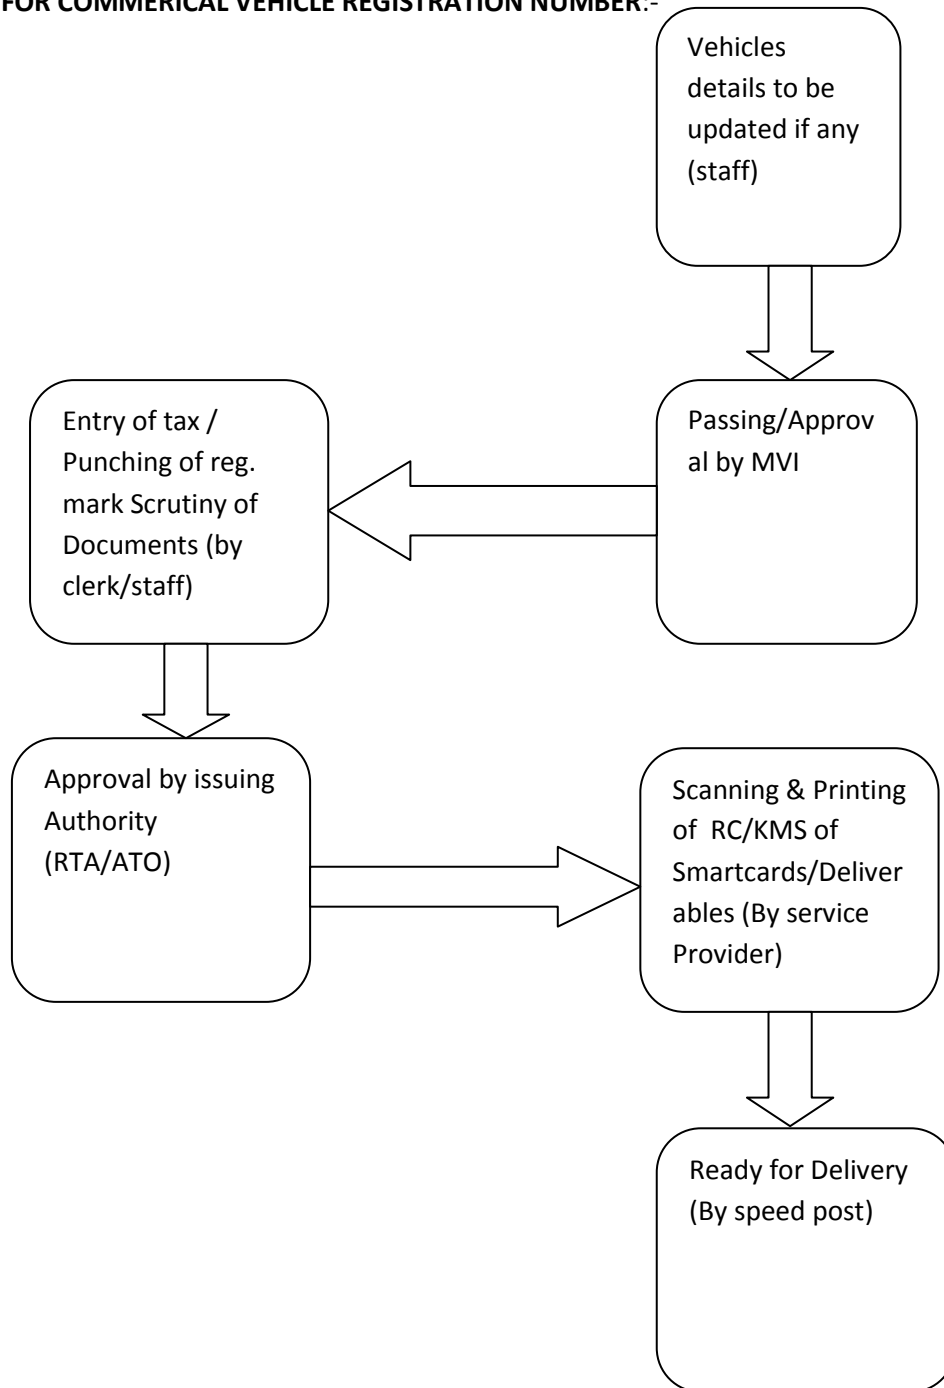 FOR COMMERICAL VEHICLE REGISTRATION NUMBER:-
Vehicles
details to be
updated if any
(staff)
Passing/Approv
al by MVI
Entry of tax /
Punching of reg.
mark Scrutiny of
Documents (by
clerk/staff)
Approval by issuing
Authority
(RTA/ATO)
Scanning & Printing
of RC/KMS of
Smartcards/Deliver
ables (By service
Provider)
Ready for Delivery
(By speed post)